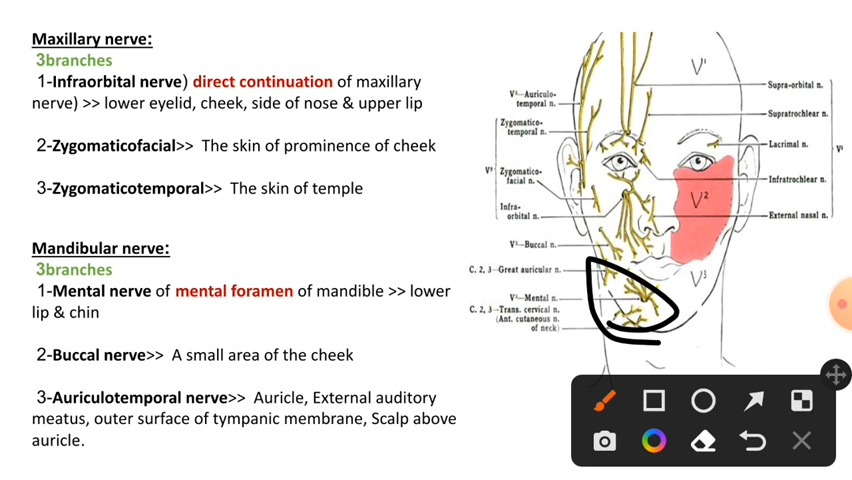 Maxillary nerve:
3branches
1-Infraorbital nerve) direct continuation of maxillary
nerve) >> lower eyelid, cheek, side of nose & upper lip
2-Zygomaticofacial>> The skin of prominence of cheek
3-Zygomaticotemporal>> The skin of temple
Mandibular nerve:
3branches
1-Mental nerve of mental foramen of mandible >> lower
lip & chin
2-Buccal nerve>> A small area of the cheek
3-Auriculotemporal nerve>> Auricle, External auditory
meatus, outer surface of tympanic membrane, Scalp above
auricle.
V³-Auriculo-
temporal n.
Zygomatico-
temporal n.
Zygomatico-
facial n.
Infra-
orbital n.
V³-Buccal n.
C. 2, 3-Great auricular n.
V³-Mental n.
C. 2, 3-Trans. cervical n.
(Ant. cutaneous n.
of neck)
V¹
V²
V³
Supra-orbital n.
Supratrochlear n.
Lacrimal n.
Infratrochlear n.
External nasal n.